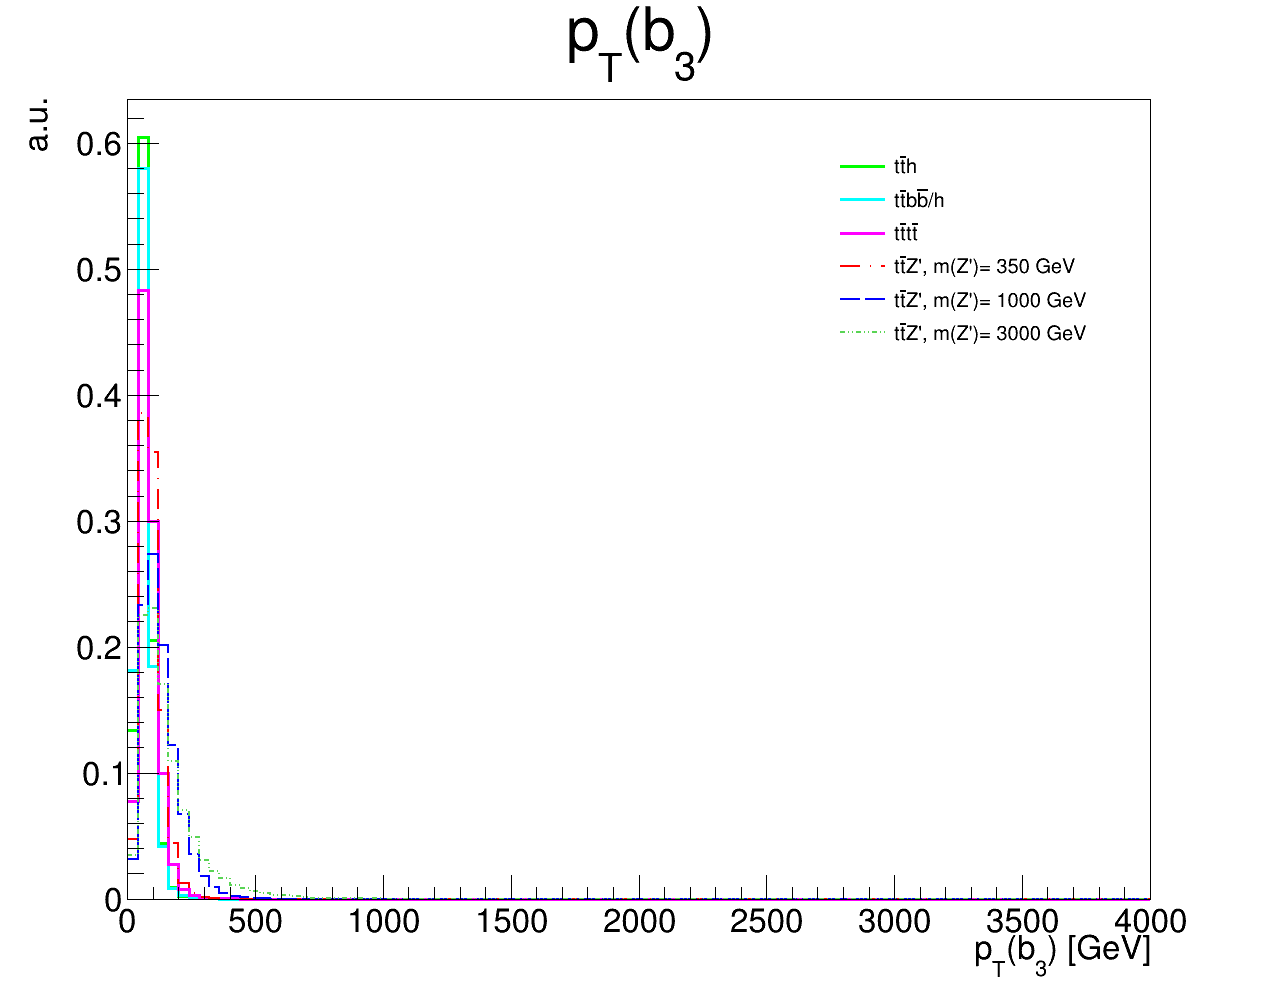 p_T(b_3)
a.u.
0.6
0.5
0.4
0.3
0.2
0.1
0
tt̄h
tt̄bb̄/h
tt̄tt̄
tt̄Z', m(Z')= 350 GeV
tt̄Z', m(Z')= 1000 GeV
tt̄Z', m(Z')= 3000 GeV
0 500 1000 1500 2000 2500 3000 3500 4000
p_T(b_3) [GeV]